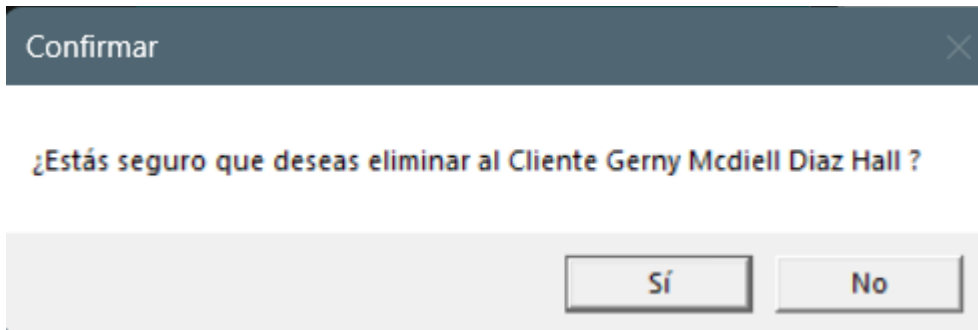 Confirmar
¿Estás seguro que deseas eliminar al Cliente Gerny Mcdiell Diaz Hall ?
Sí No